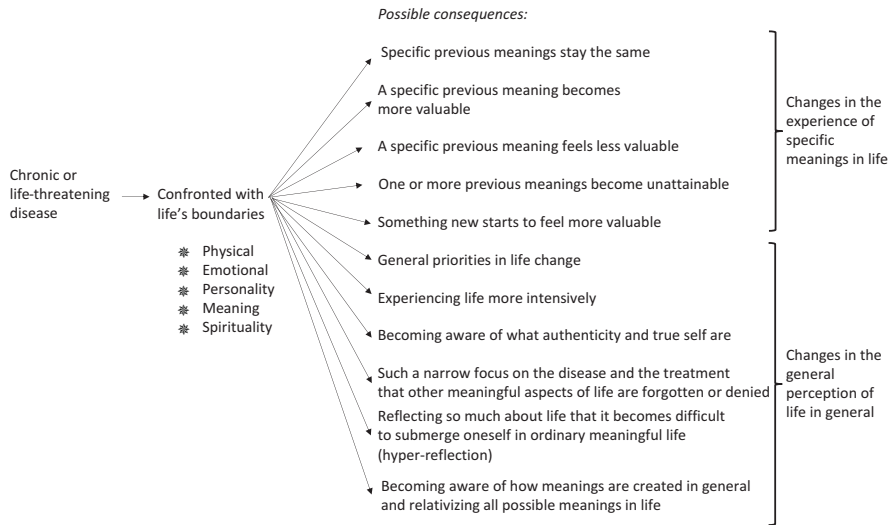 Possible consequences:
Specific previous meanings stay the same
A specific previous meaning becomes
more valuable
A specific previous meaning feels less valuable
One or more previous meanings become unattainable
Something new starts to feel more valuable
Changes in the
experience of
specific
meanings in life
Chronic or
life-threatening
disease
Confronted with
life's boundaries
Physical
Emotional
Personality
Meaning
Spirituality
General priorities in life change
Experiencing life more intensively
Becoming aware of what authenticity and true self are
Such a narrow focus on the disease and the treatment
that other meaningful aspects of life are forgotten or denied
Reflecting so much about life that it becomes difficult
to submerge oneself in ordinary meaningful life
(hyper-reflection)
Becoming aware of how meanings are created in general
and relativizing all possible meanings in life
Changes in the
general
perception of
life in general